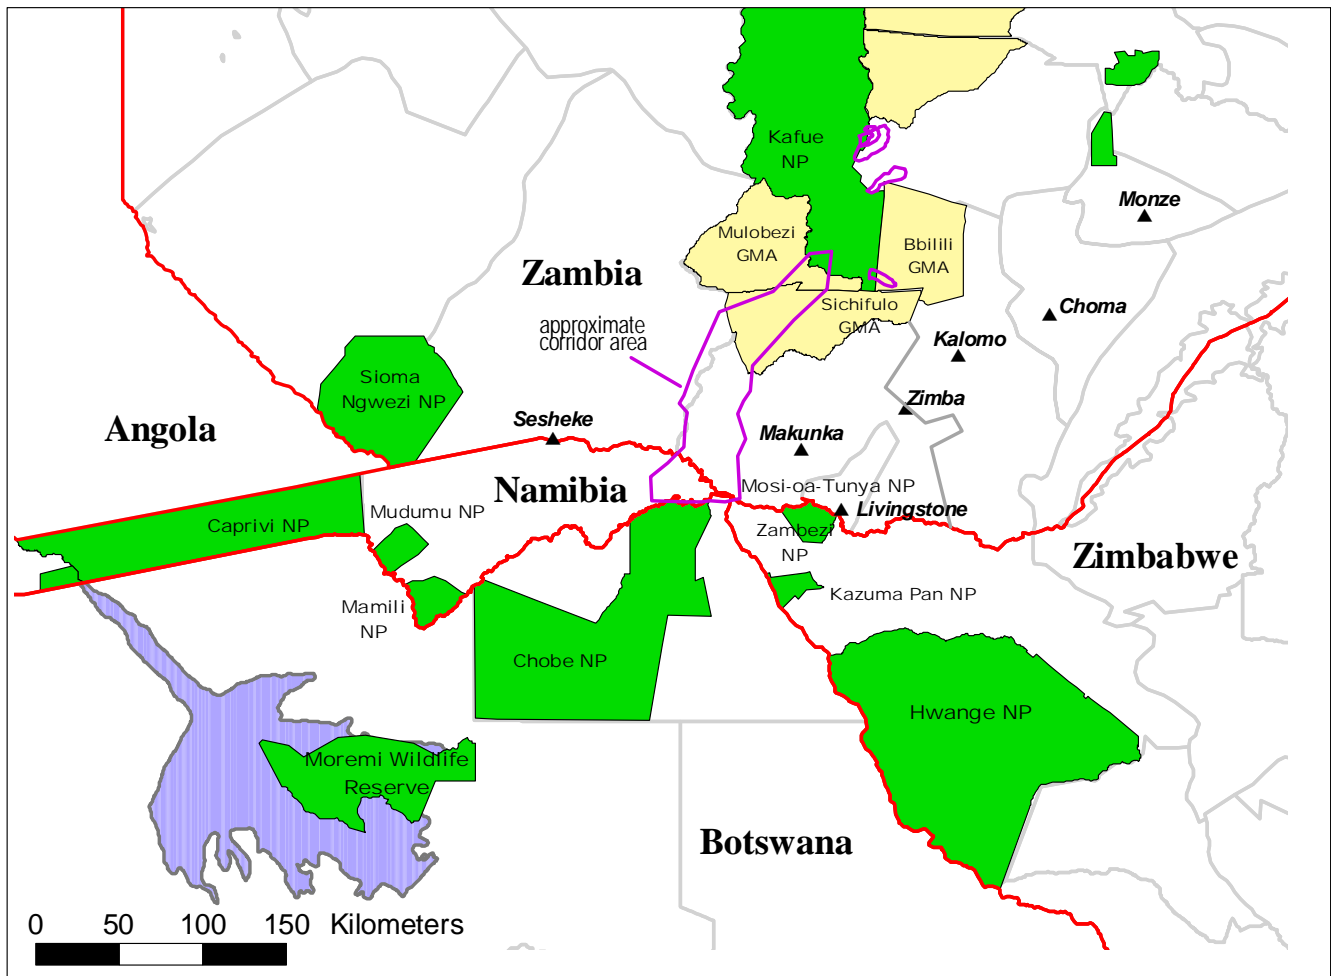 Kafue
NP
Monze
Mulobezi
GMA
Bbilili
GMA
Zambia
Sichifulo
GMA
Choma
approximate
corridor area
Kalomo
Sioma
Ngwezi NP
Zimba
Angola
Sesheke
Makunka
Namibia
Mosi-oa-Tunya NP
Caprivi NP
Mudumu NP
Livingstone
Zambezi
NP
Zimbabwe
Kazuma Pan NP
Mamili
NP
Chobe NP
Hwange NP
Moremi Wildlife
Reserve
Botswana
0 50 100 150 Kilometers